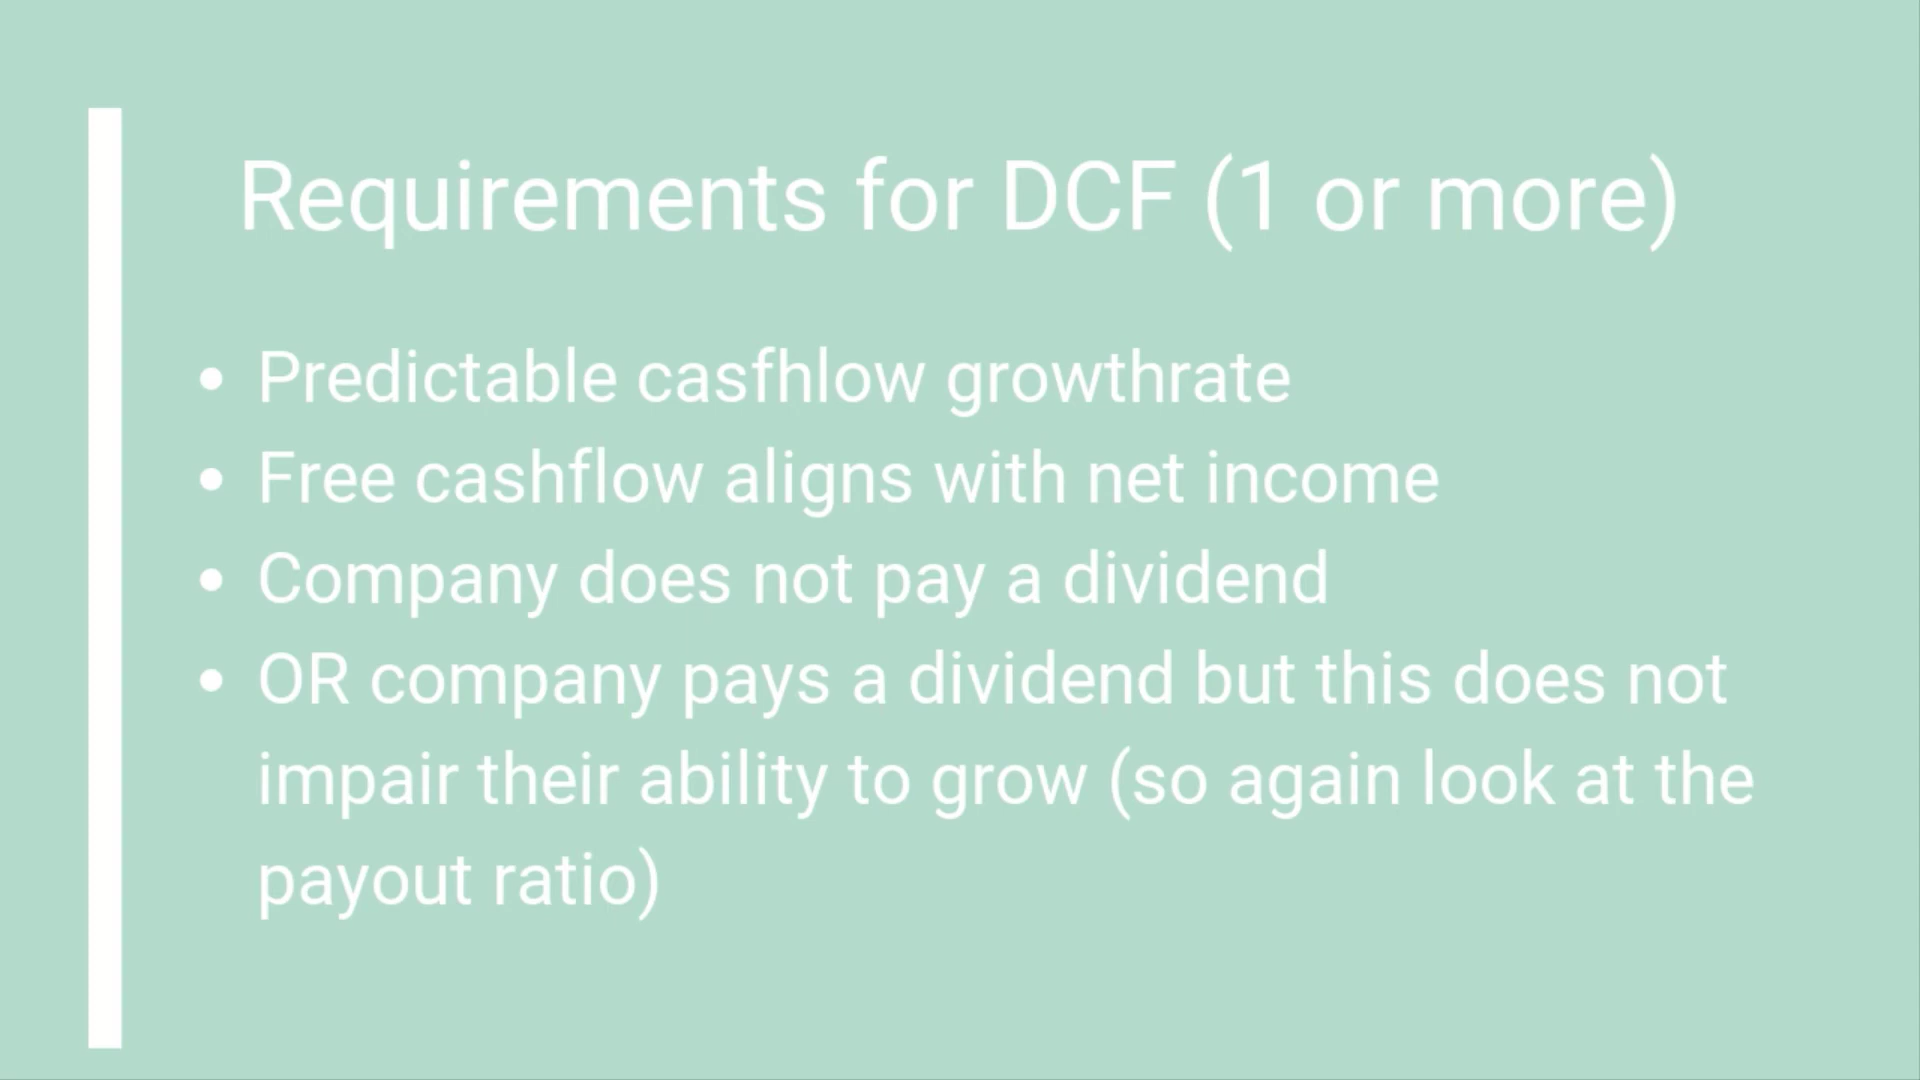 Requirements for DCF (1 or more)
• Predictable casfhlow growthrate
• Free cashflow aligns with net income
• Company does not pay a dividend
• OR company pays a dividend but this does not
impair their ability to grow (so again look at the
payout ratio)